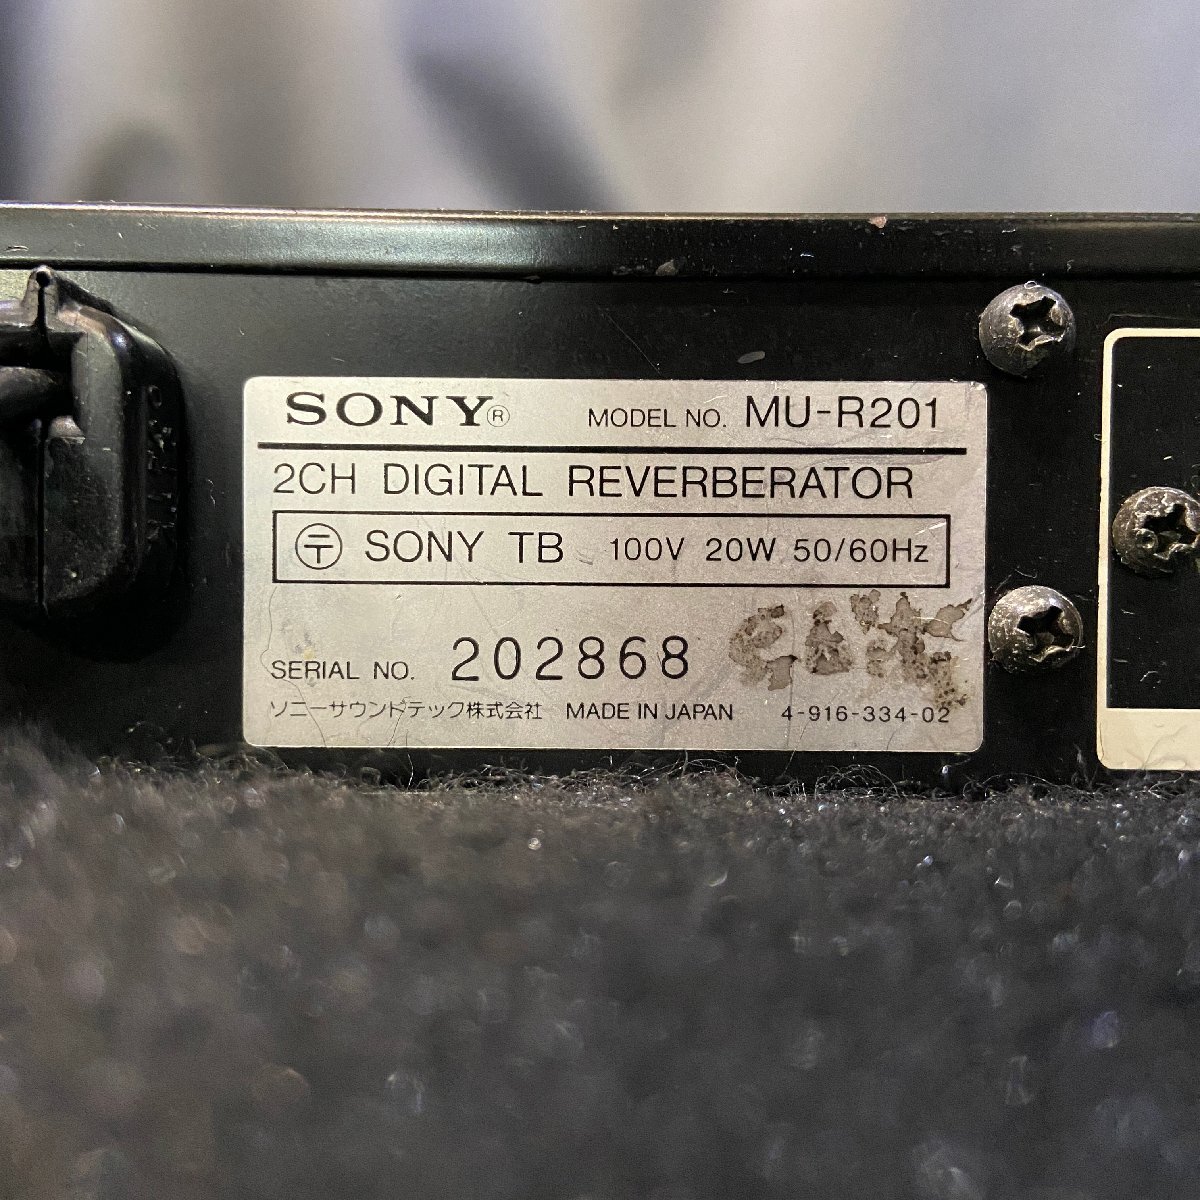 SONY® MODEL NO. MU-R201
2CH DIGITAL REVERBERATOR
〶 SONY TB 100V 20W 50/60Hz
SERIAL NO. 202868
ソニーサウンドテック株式会社 MADE IN JAPAN 4-916-334-02